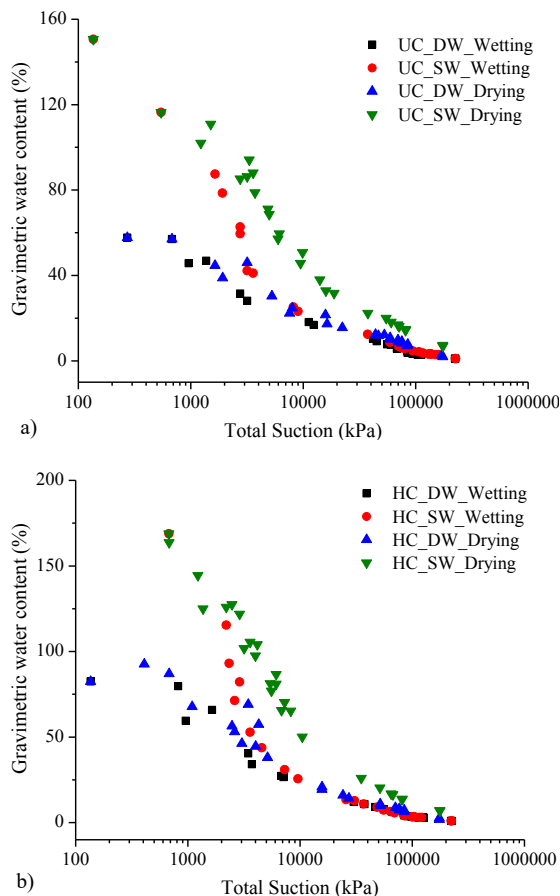 160
120
80
40
0
Gravimetric water content (%)
UC_DW_Wetting
UC_SW_Wetting
UC_DW_Drying
UC_SW_Drying
100 1000 10000 100000 1000000
Total Suction (kPa)
a)
200
150
100
50
0
Gravimetric water content (%)
HC_DW_Wetting
HC_SW_Wetting
HC_DW_Drying
HC_SW_Drying
100 1000 10000 100000 1000000
Total Suction (kPa)
b)